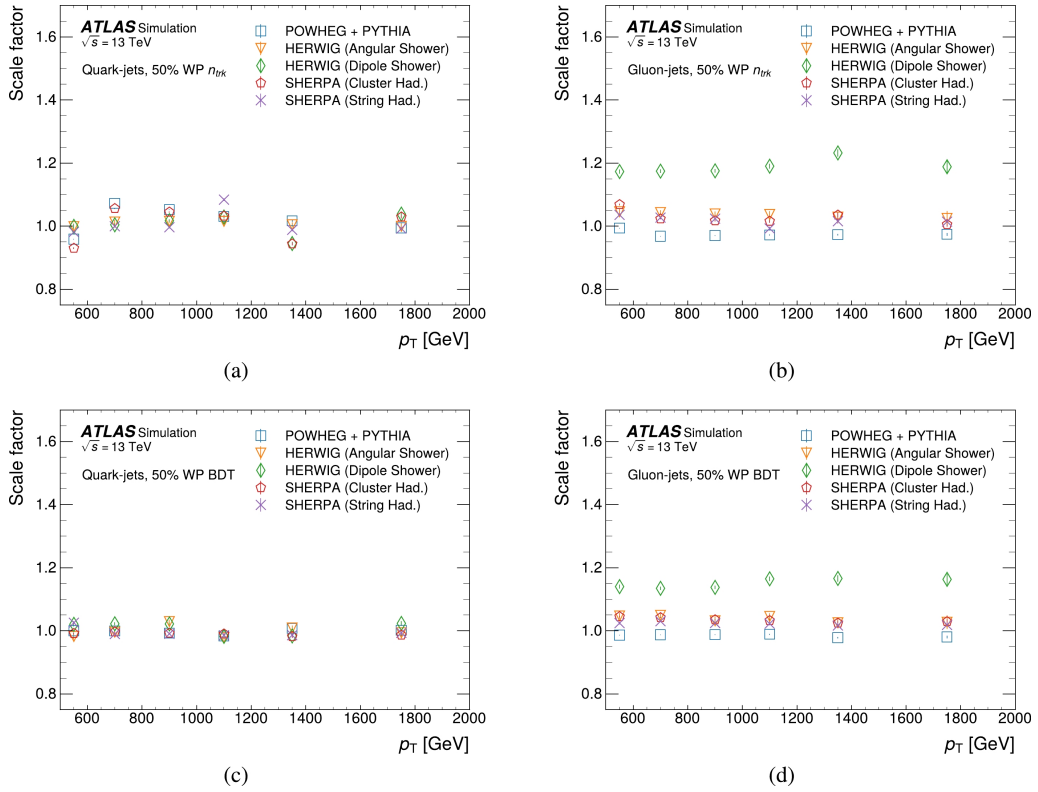 Scale factor
1.6
1.4
1.2
1.0
0.8
ATLAS Simulation
√s = 13 TeV
Quark-jets, 50% WP n_trk
POWHEG + PYTHIA
HERWIG (Angular Shower)
HERWIG (Dipole Shower)
SHERPA (Cluster Had.)
SHERPA (String Had.)
600 800 1000 1200 1400 1600 1800 2000
p_T [GeV]
(a)
Scale factor
1.6
1.4
1.2
1.0
0.8
ATLAS Simulation
√s = 13 TeV
Gluon-jets, 50% WP n_trk
POWHEG + PYTHIA
HERWIG (Angular Shower)
HERWIG (Dipole Shower)
SHERPA (Cluster Had.)
SHERPA (String Had.)
600 800 1000 1200 1400 1600 1800 2000
p_T [GeV]
(b)
Scale factor
1.6
1.4
1.2
1.0
0.8
ATLAS Simulation
√s = 13 TeV
Quark-jets, 50% WP BDT
POWHEG + PYTHIA
HERWIG (Angular Shower)
HERWIG (Dipole Shower)
SHERPA (Cluster Had.)
SHERPA (String Had.)
600 800 1000 1200 1400 1600 1800 2000
p_T [GeV]
(c)
Scale factor
1.6
1.4
1.2
1.0
0.8
ATLAS Simulation
√s = 13 TeV
Gluon-jets, 50% WP BDT
POWHEG + PYTHIA
HERWIG (Angular Shower)
HERWIG (Dipole Shower)
SHERPA (Cluster Had.)
SHERPA (String Had.)
600 800 1000 1200 1400 1600 1800 2000
p_T [GeV]
(d)